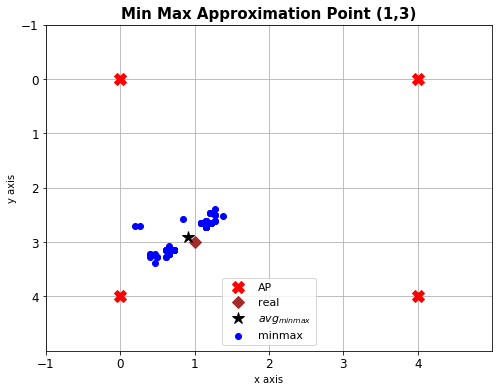 Min Max Approximation Point (1,3)
−1
0
1
2
3
4
y axis
−1
0
1
2
3
4
x axis
AP
real
avg_minmax
minmax